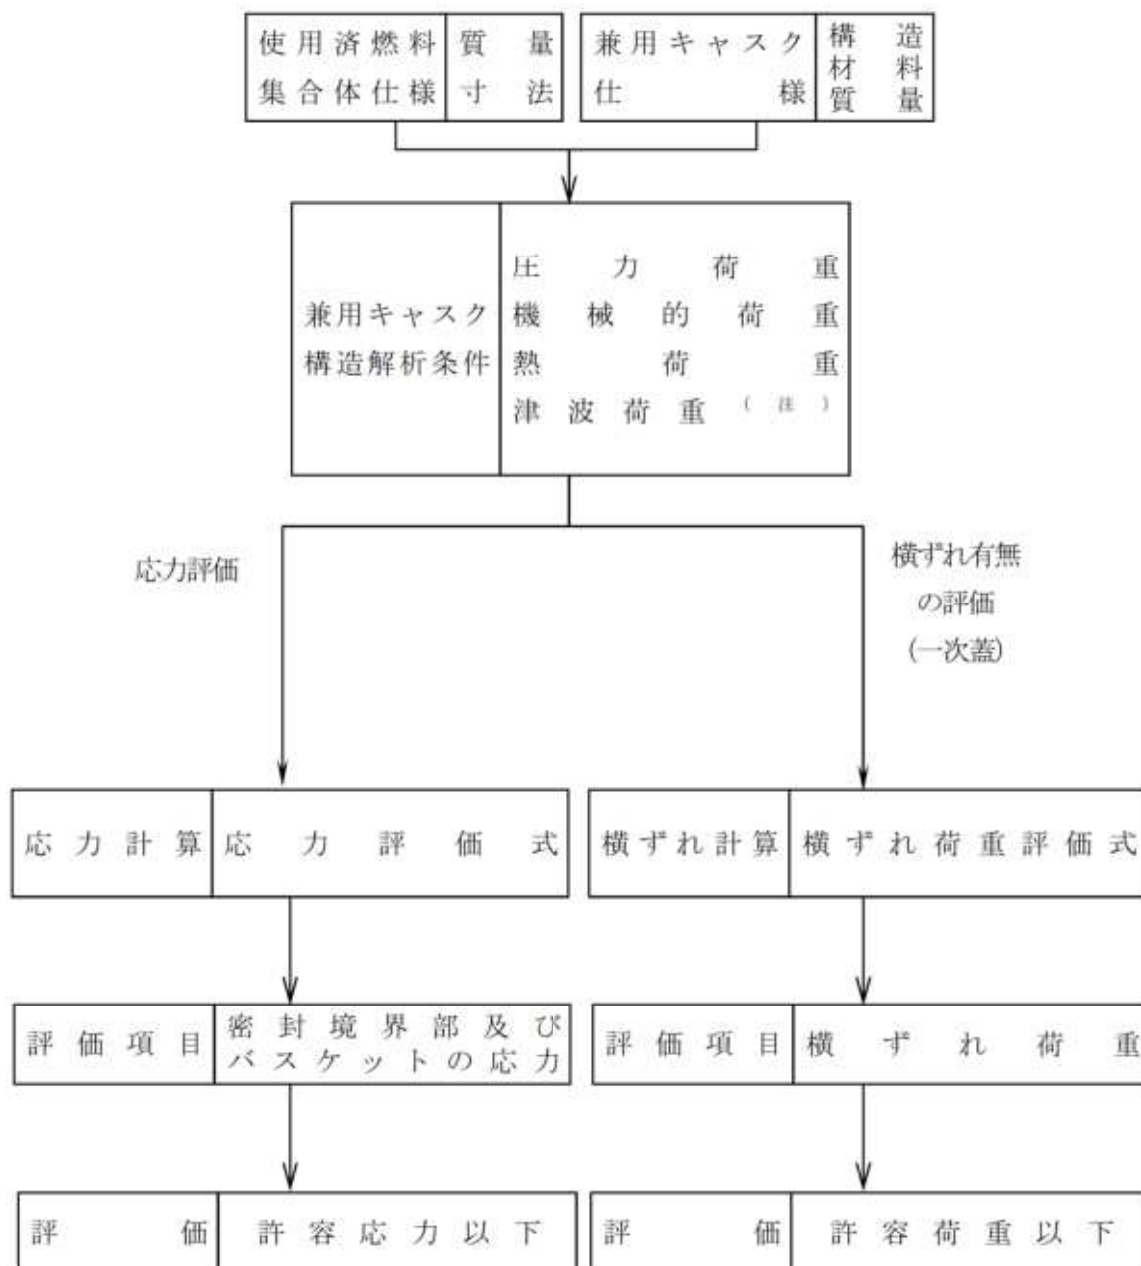 使用済燃料
集合体仕様
質量
寸法
兼用キャスク
仕様
構造
材料
質量
兼用キャスク
構造解析条件
圧力荷重
機械的荷重
熱荷重
津波荷重(注)
応力評価
横ずれ有無
の評価
(一次蓋)
応力計算
応力評価式
横ずれ計算
横ずれ荷重評価式
評価項目
密封境界部及び
バスケットの応力
評価項目
横ずれ荷重
評価
許容応力以下
評価
許容荷重以下